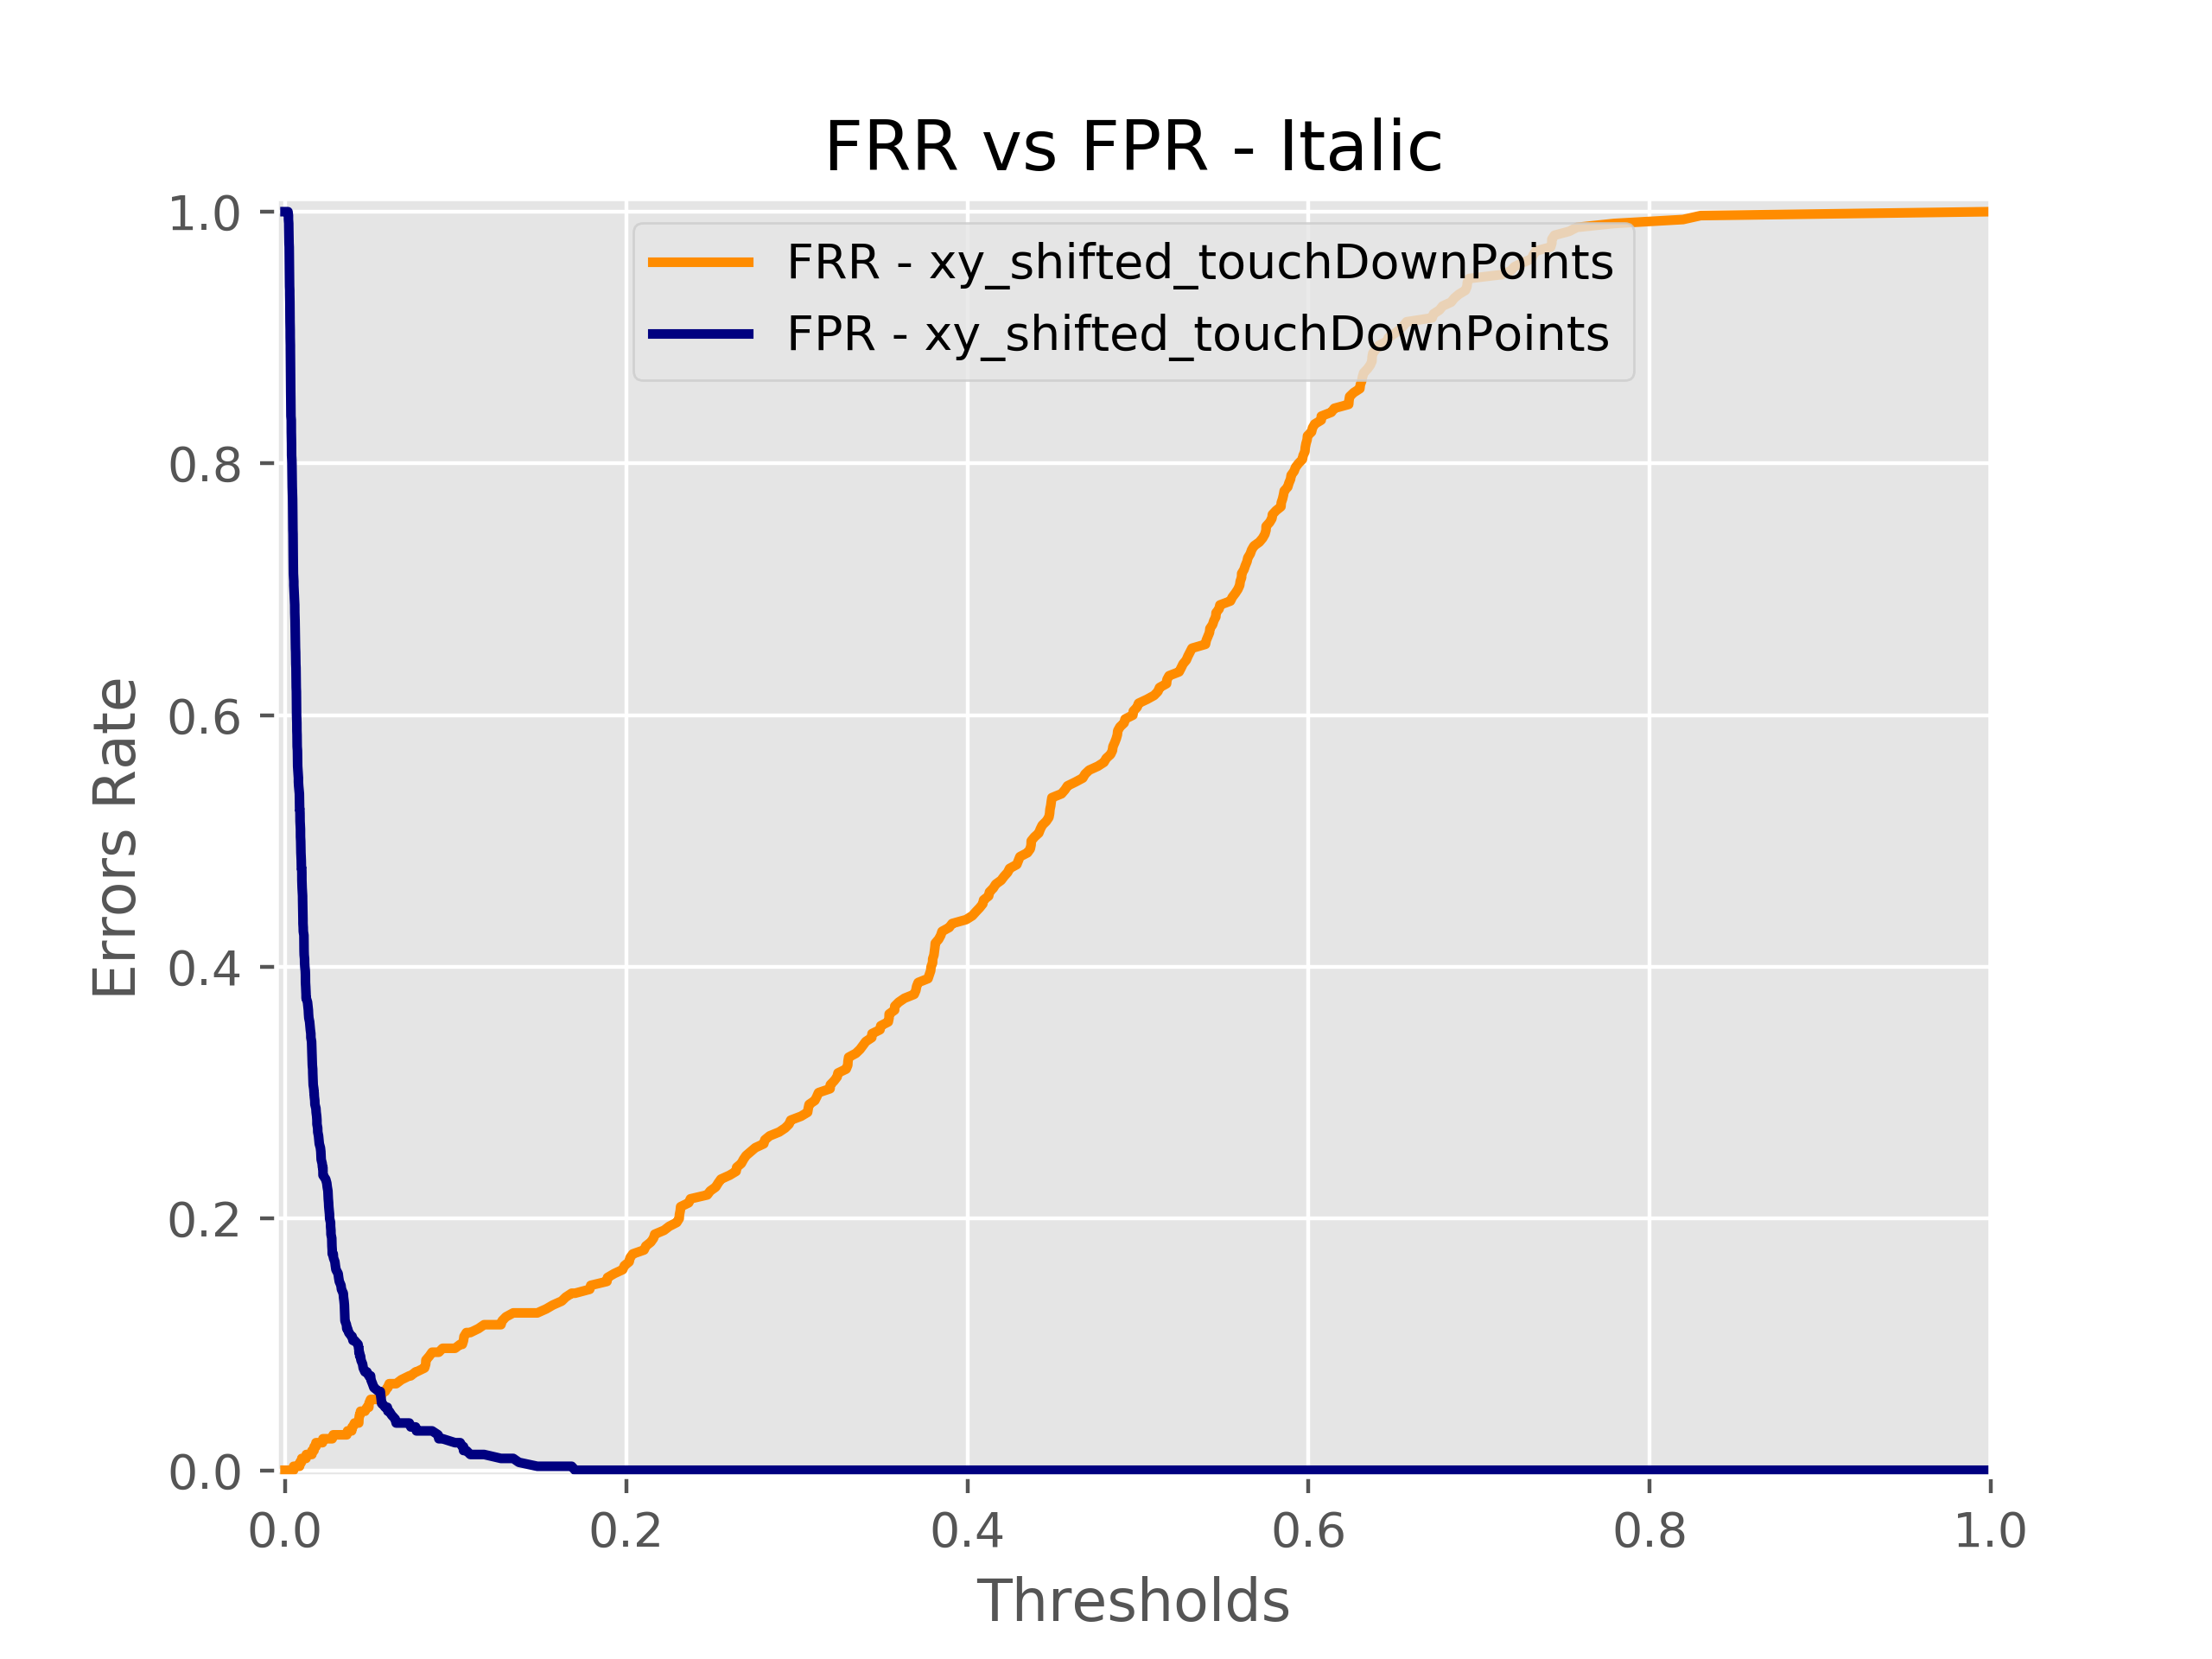 FRR vs FPR - Italic
FRR - xy_shifted_touchDownPoints
FPR - xy_shifted_touchDownPoints
Errors Rate
1.0
0.8
0.6
0.4
0.2
0.0
0.0 0.2 0.4 0.6 0.8 1.0
Thresholds